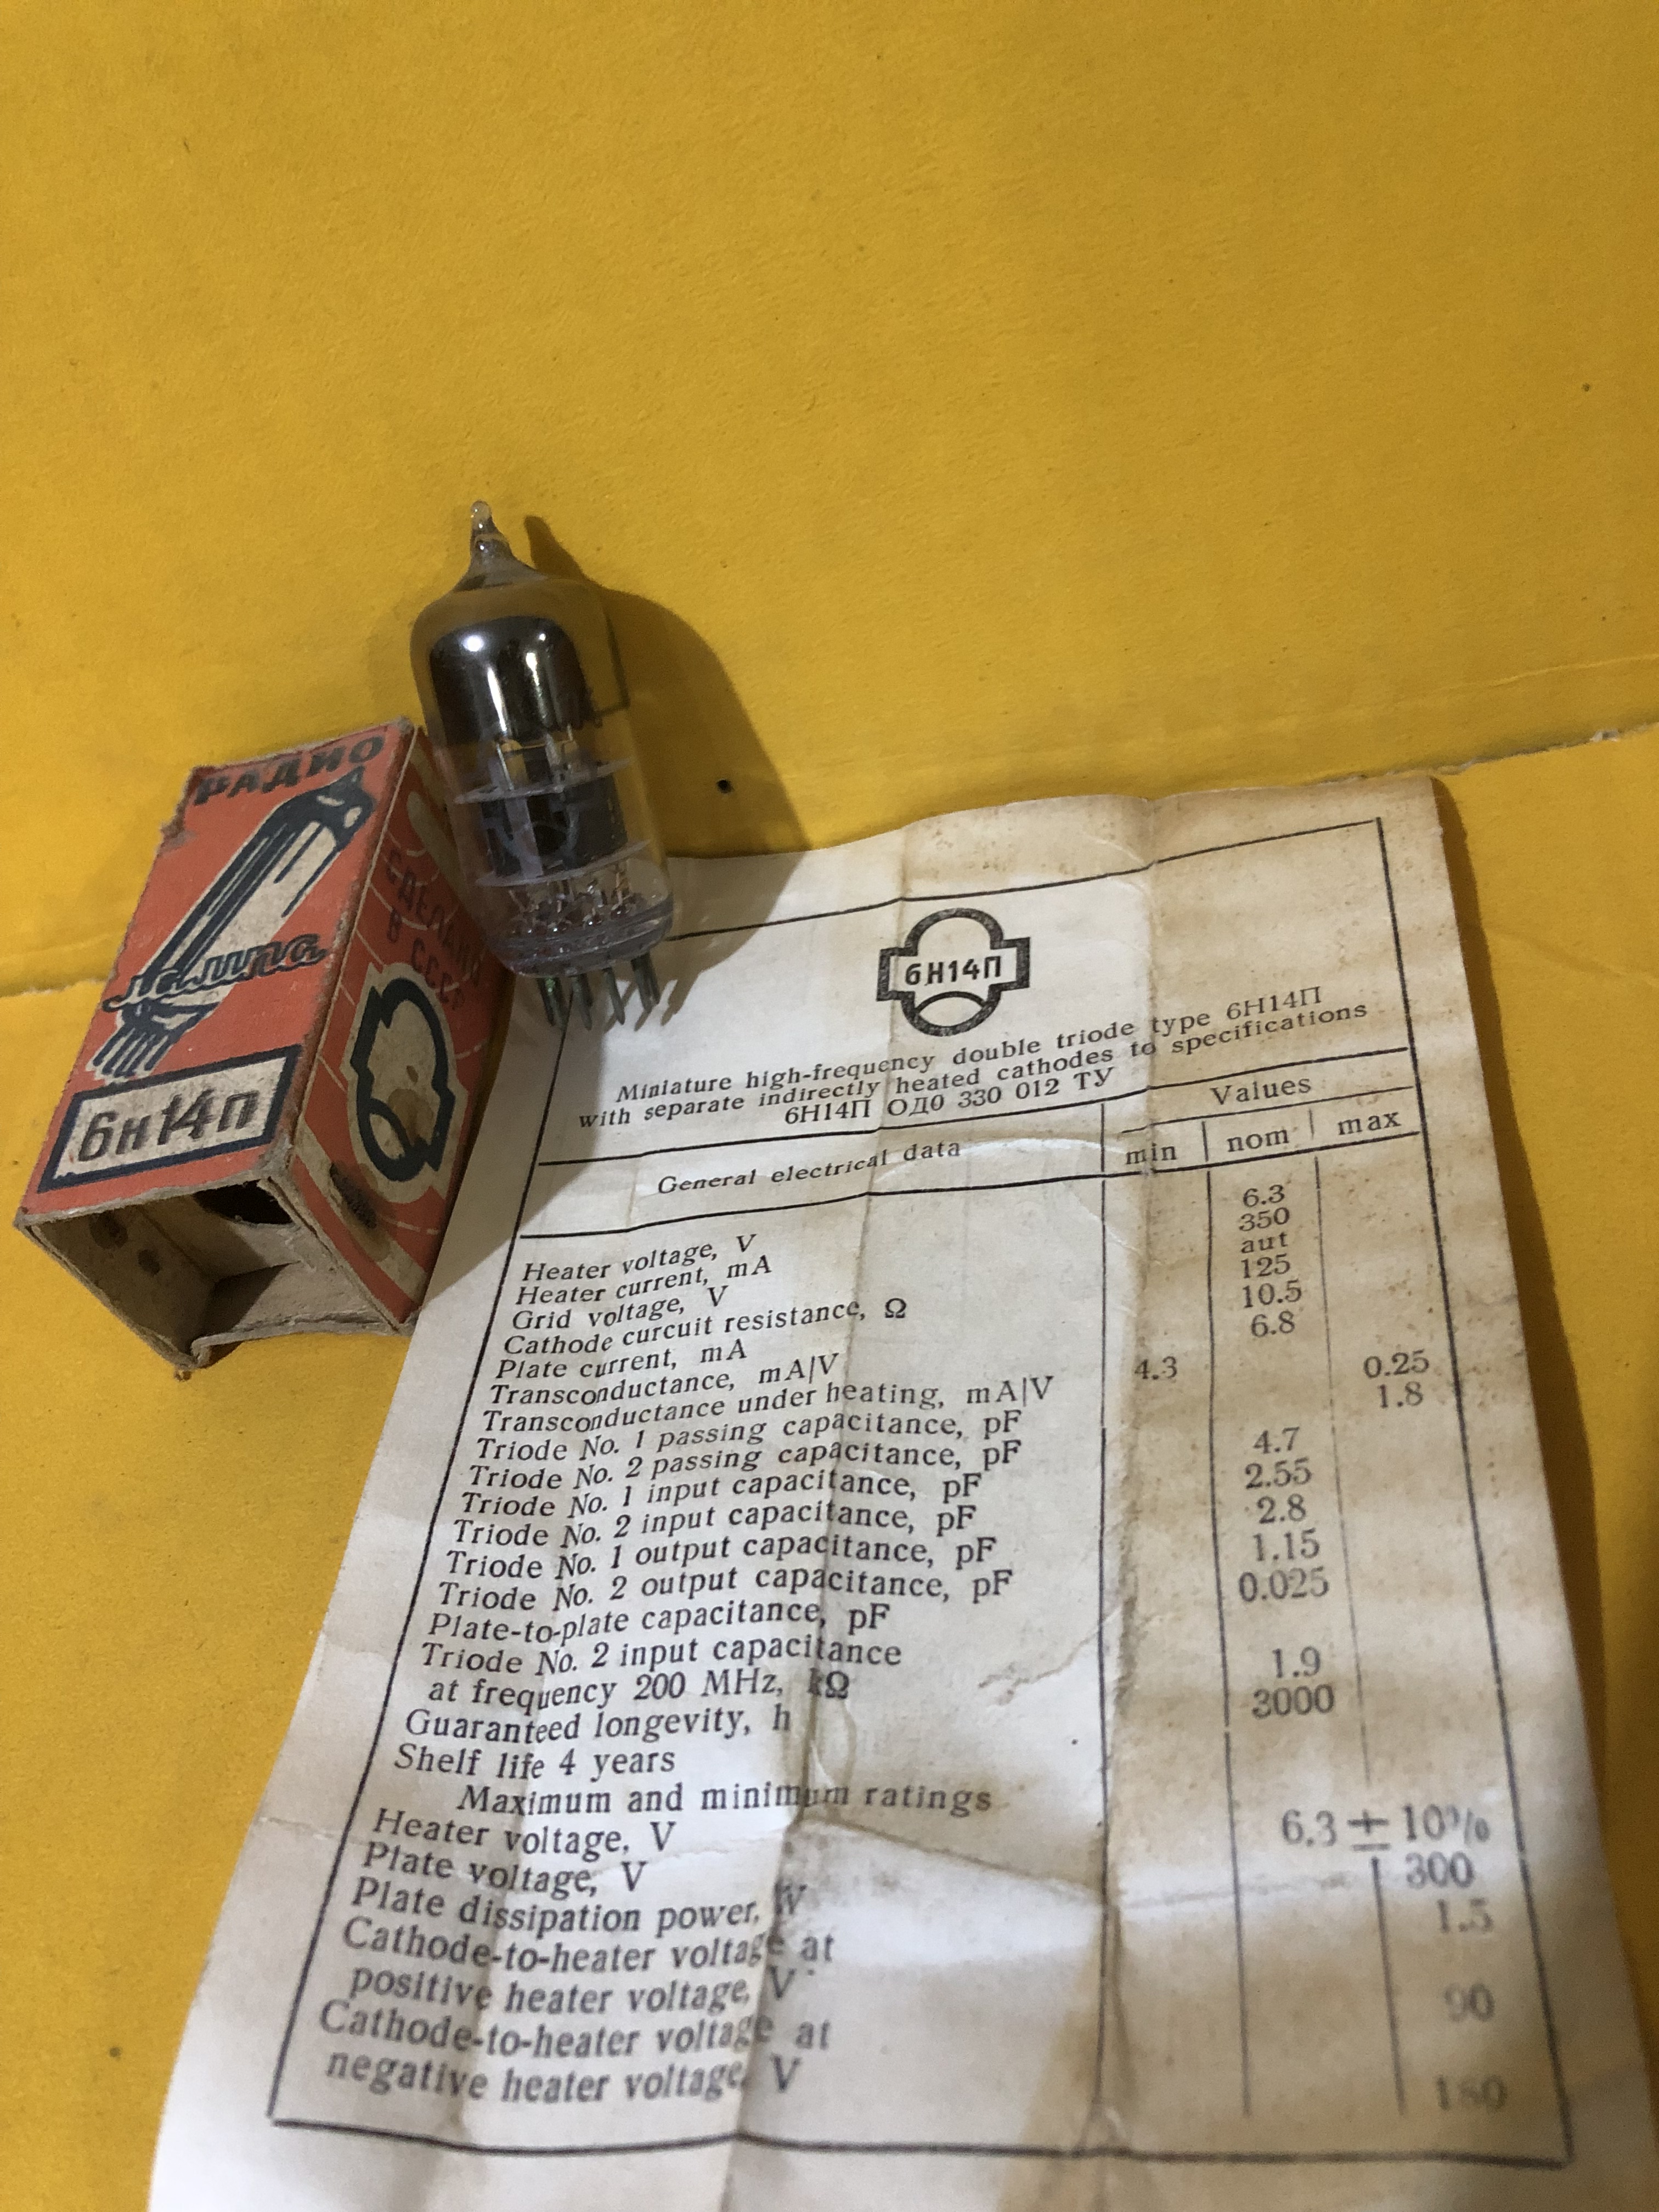 РАДИО
лампа
6н14п
СДЕЛАНО
В СССР
6Н14П
Miniature high-frequency double triode type 6Н14П
with separate indirectly heated cathodes to specifications
6Н14П ОД0 330 012 ТУ
General electrical data
Values
min nom max
Heater voltage, V 6.3
Heater current, mA 350
Grid voltage, V aut
Cathode curcuit resistance, Ω 125
Plate current, mA 10.5
Transconductance, mA|V 6.8
Transconductance under heating, mA|V 4.3
Triode No. 1 passing capacitance, pF 0.25
Triode No. 2 passing capacitance, pF 1.8
Triode No. 1 input capacitance, pF 4.7
Triode No. 2 input capacitance, pF 2.55
Triode No. 1 output capacitance, pF 2.8
Triode No. 2 output capacitance, pF 1.15
Plate-to-plate capacitance, pF 0.025
Triode No. 2 input capacitance
at frequency 200 MHz, kΩ 1.9
Guaranteed longevity, h 3000
Shelf life 4 years
Maximum and minimum ratings
Heater voltage, V 6.3 ± 10%
Plate voltage, V 300
Plate dissipation power, W 1.5
Cathode-to-heater voltage at
positive heater voltage, V 90
Cathode-to-heater voltage at
negative heater voltage, V